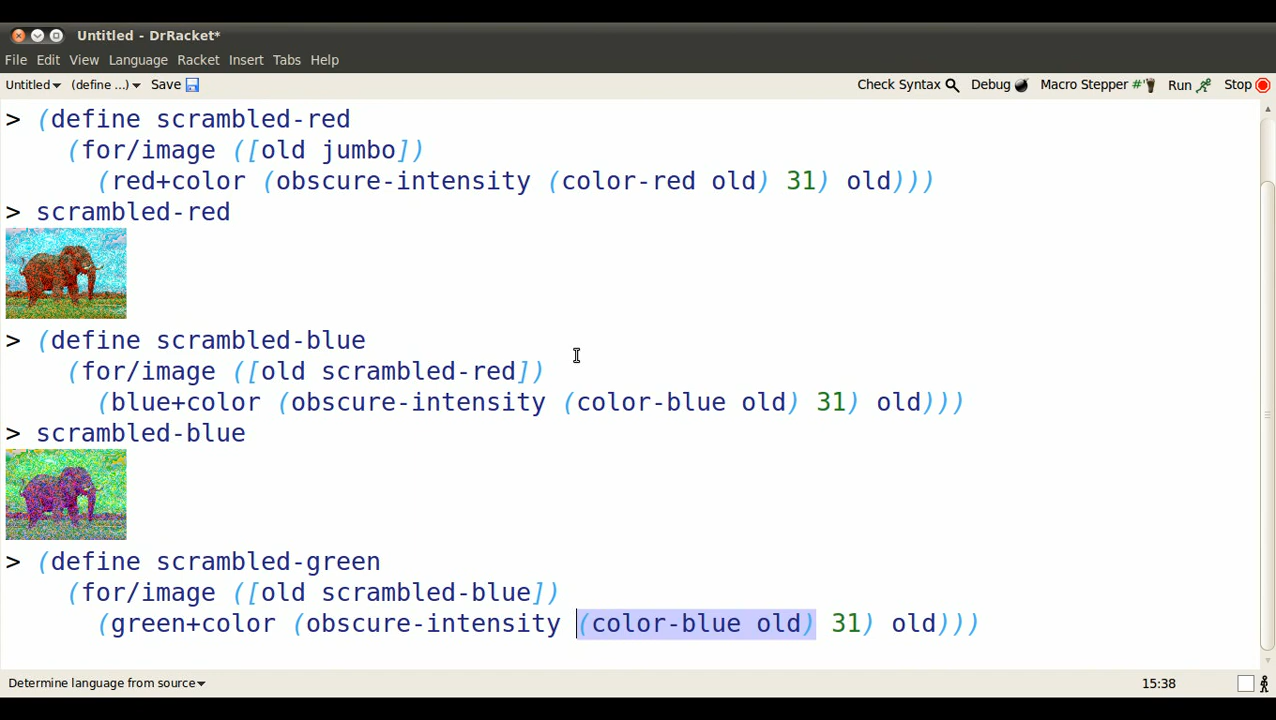 Untitled - DrRacket*
File Edit View Language Racket Insert Tabs Help
Untitled (define ...) Save Check Syntax Debug Macro Stepper #' Run Stop
> (define scrambled-red
(for/image ([old jumbo])
(red+color (obscure-intensity (color-red old) 31) old)))
> scrambled-red
> (define scrambled-blue
(for/image ([old scrambled-red])
(blue+color (obscure-intensity (color-blue old) 31) old)))
> scrambled-blue
> (define scrambled-green
(for/image ([old scrambled-blue])
(green+color (obscure-intensity (color-blue old) 31) old)))
Determine language from source 15:38